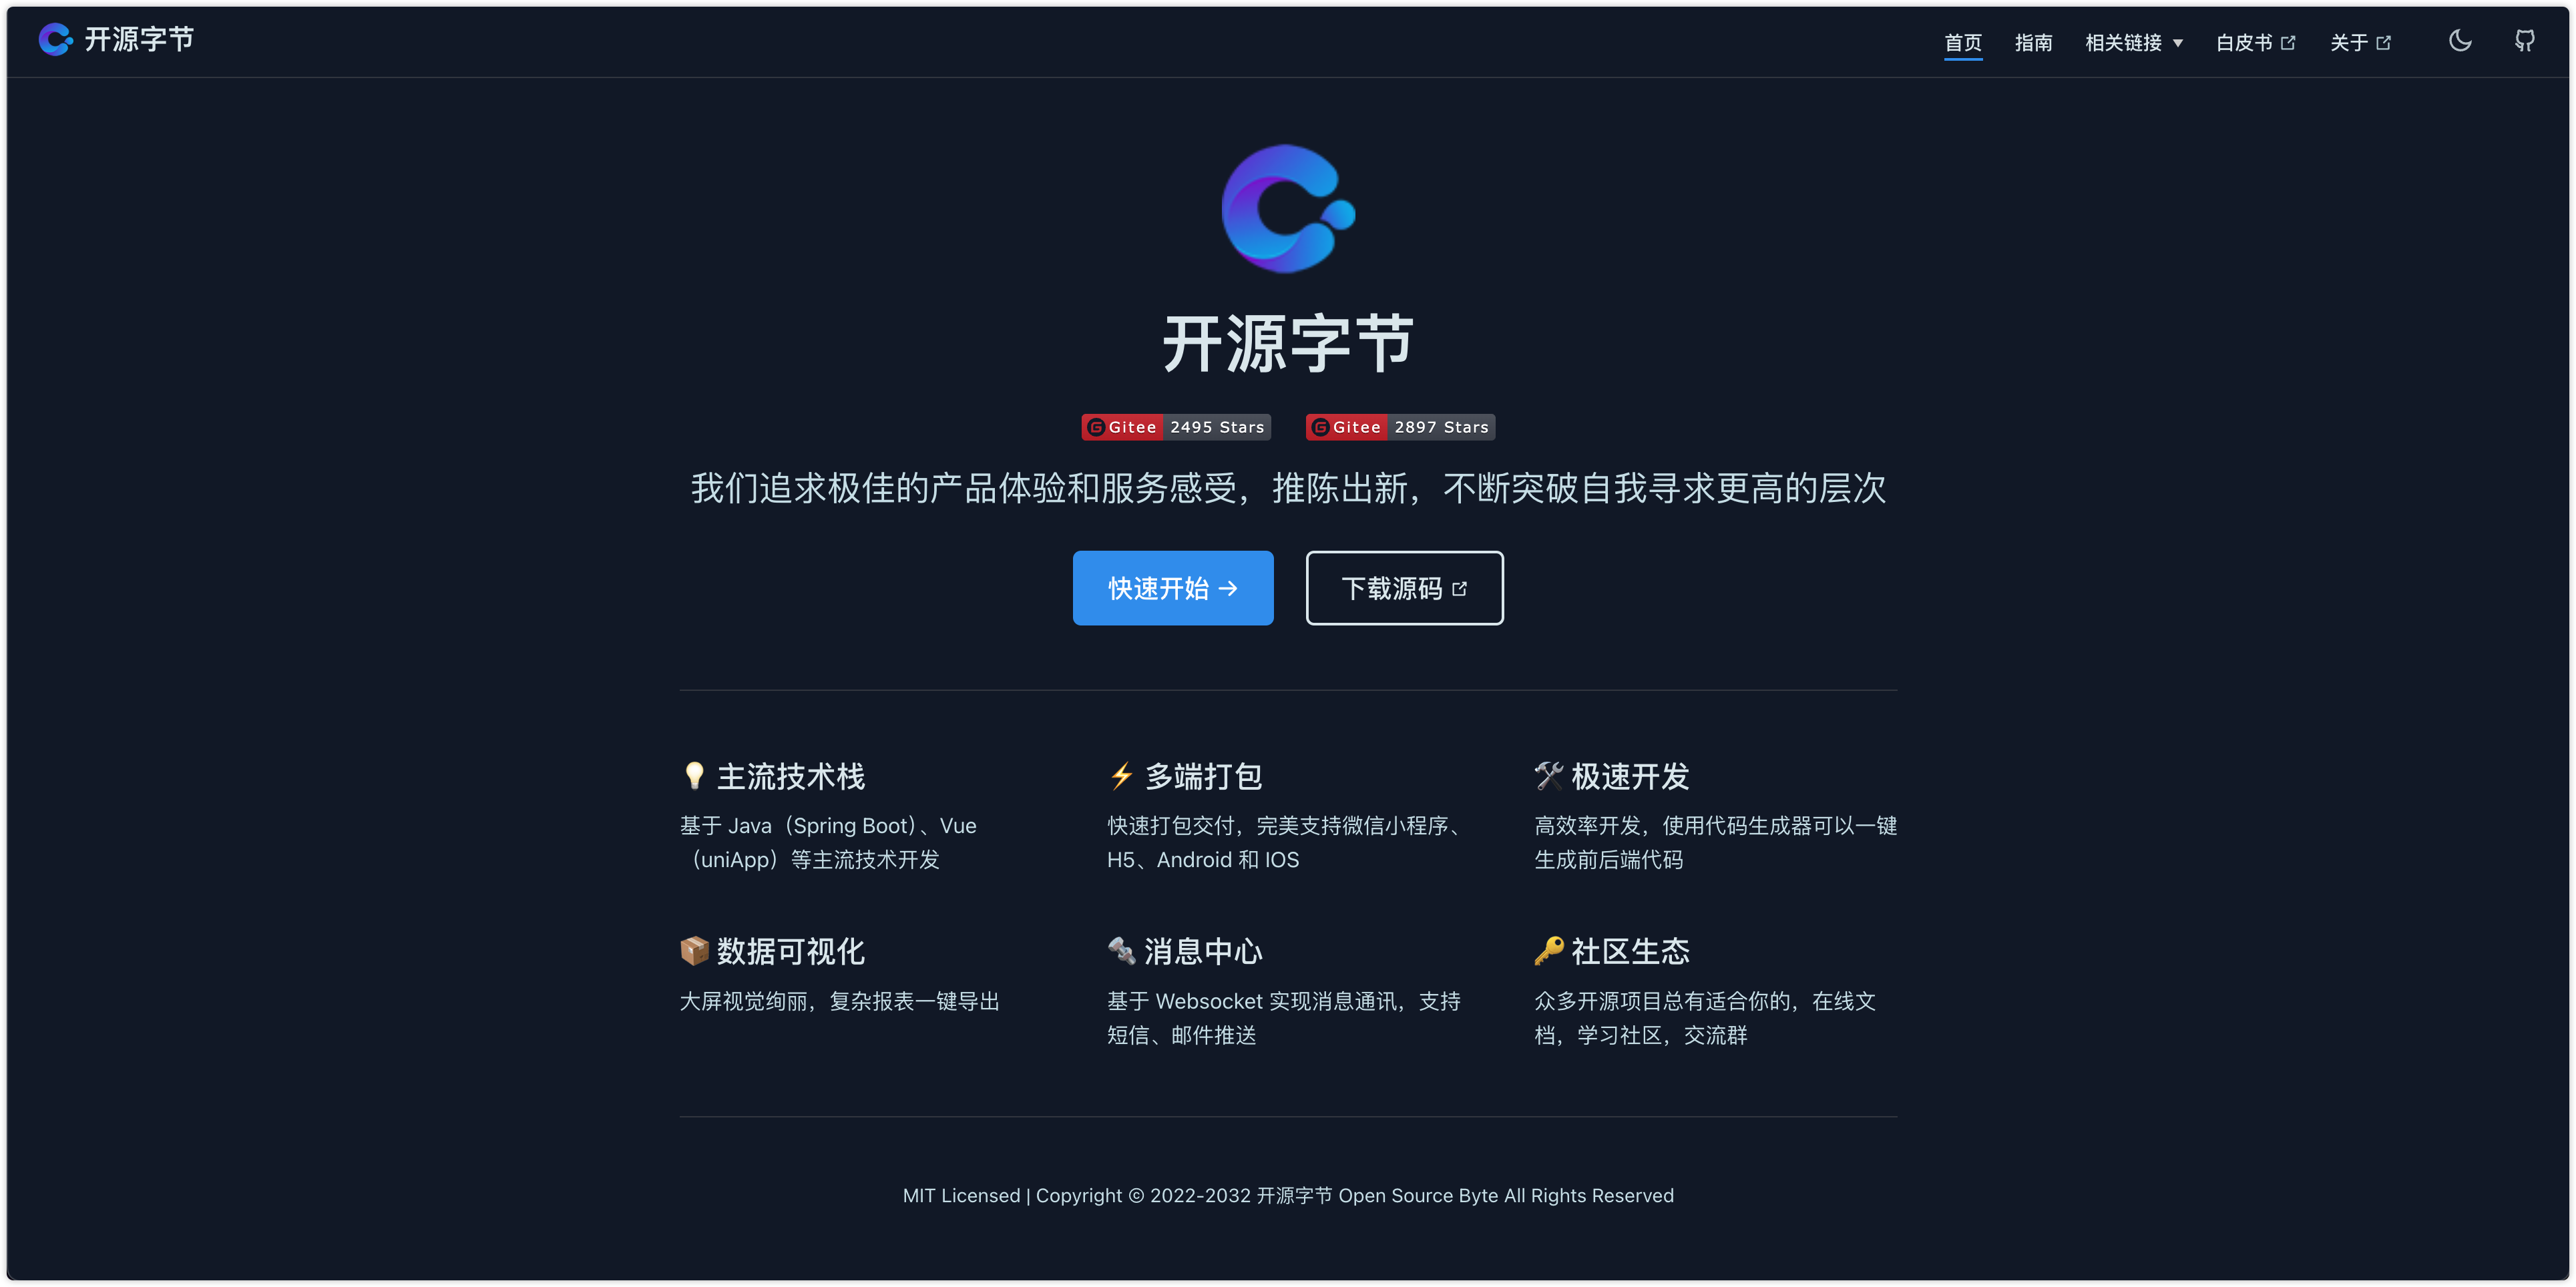 开源字节
首页 指南 相关链接 白皮书 关于
开源字节
Gitee 2495 Stars Gitee 2897 Stars
我们追求极佳的产品体验和服务感受，推陈出新，不断突破自我寻求更高的层次
快速开始 → 下载源码
主流技术栈
基于 Java（Spring Boot）、Vue
（uniApp）等主流技术开发
多端打包
快速打包交付，完美支持微信小程序、
H5、Android 和 IOS
极速开发
高效率开发，使用代码生成器可以一键
生成前后端代码
数据可视化
大屏视觉绚丽，复杂报表一键导出
消息中心
基于 Websocket 实现消息通讯，支持
短信、邮件推送
社区生态
众多开源项目总有适合你的，在线文
档，学习社区，交流群
MIT Licensed | Copyright © 2022-2032 开源字节 Open Source Byte All Rights Reserved